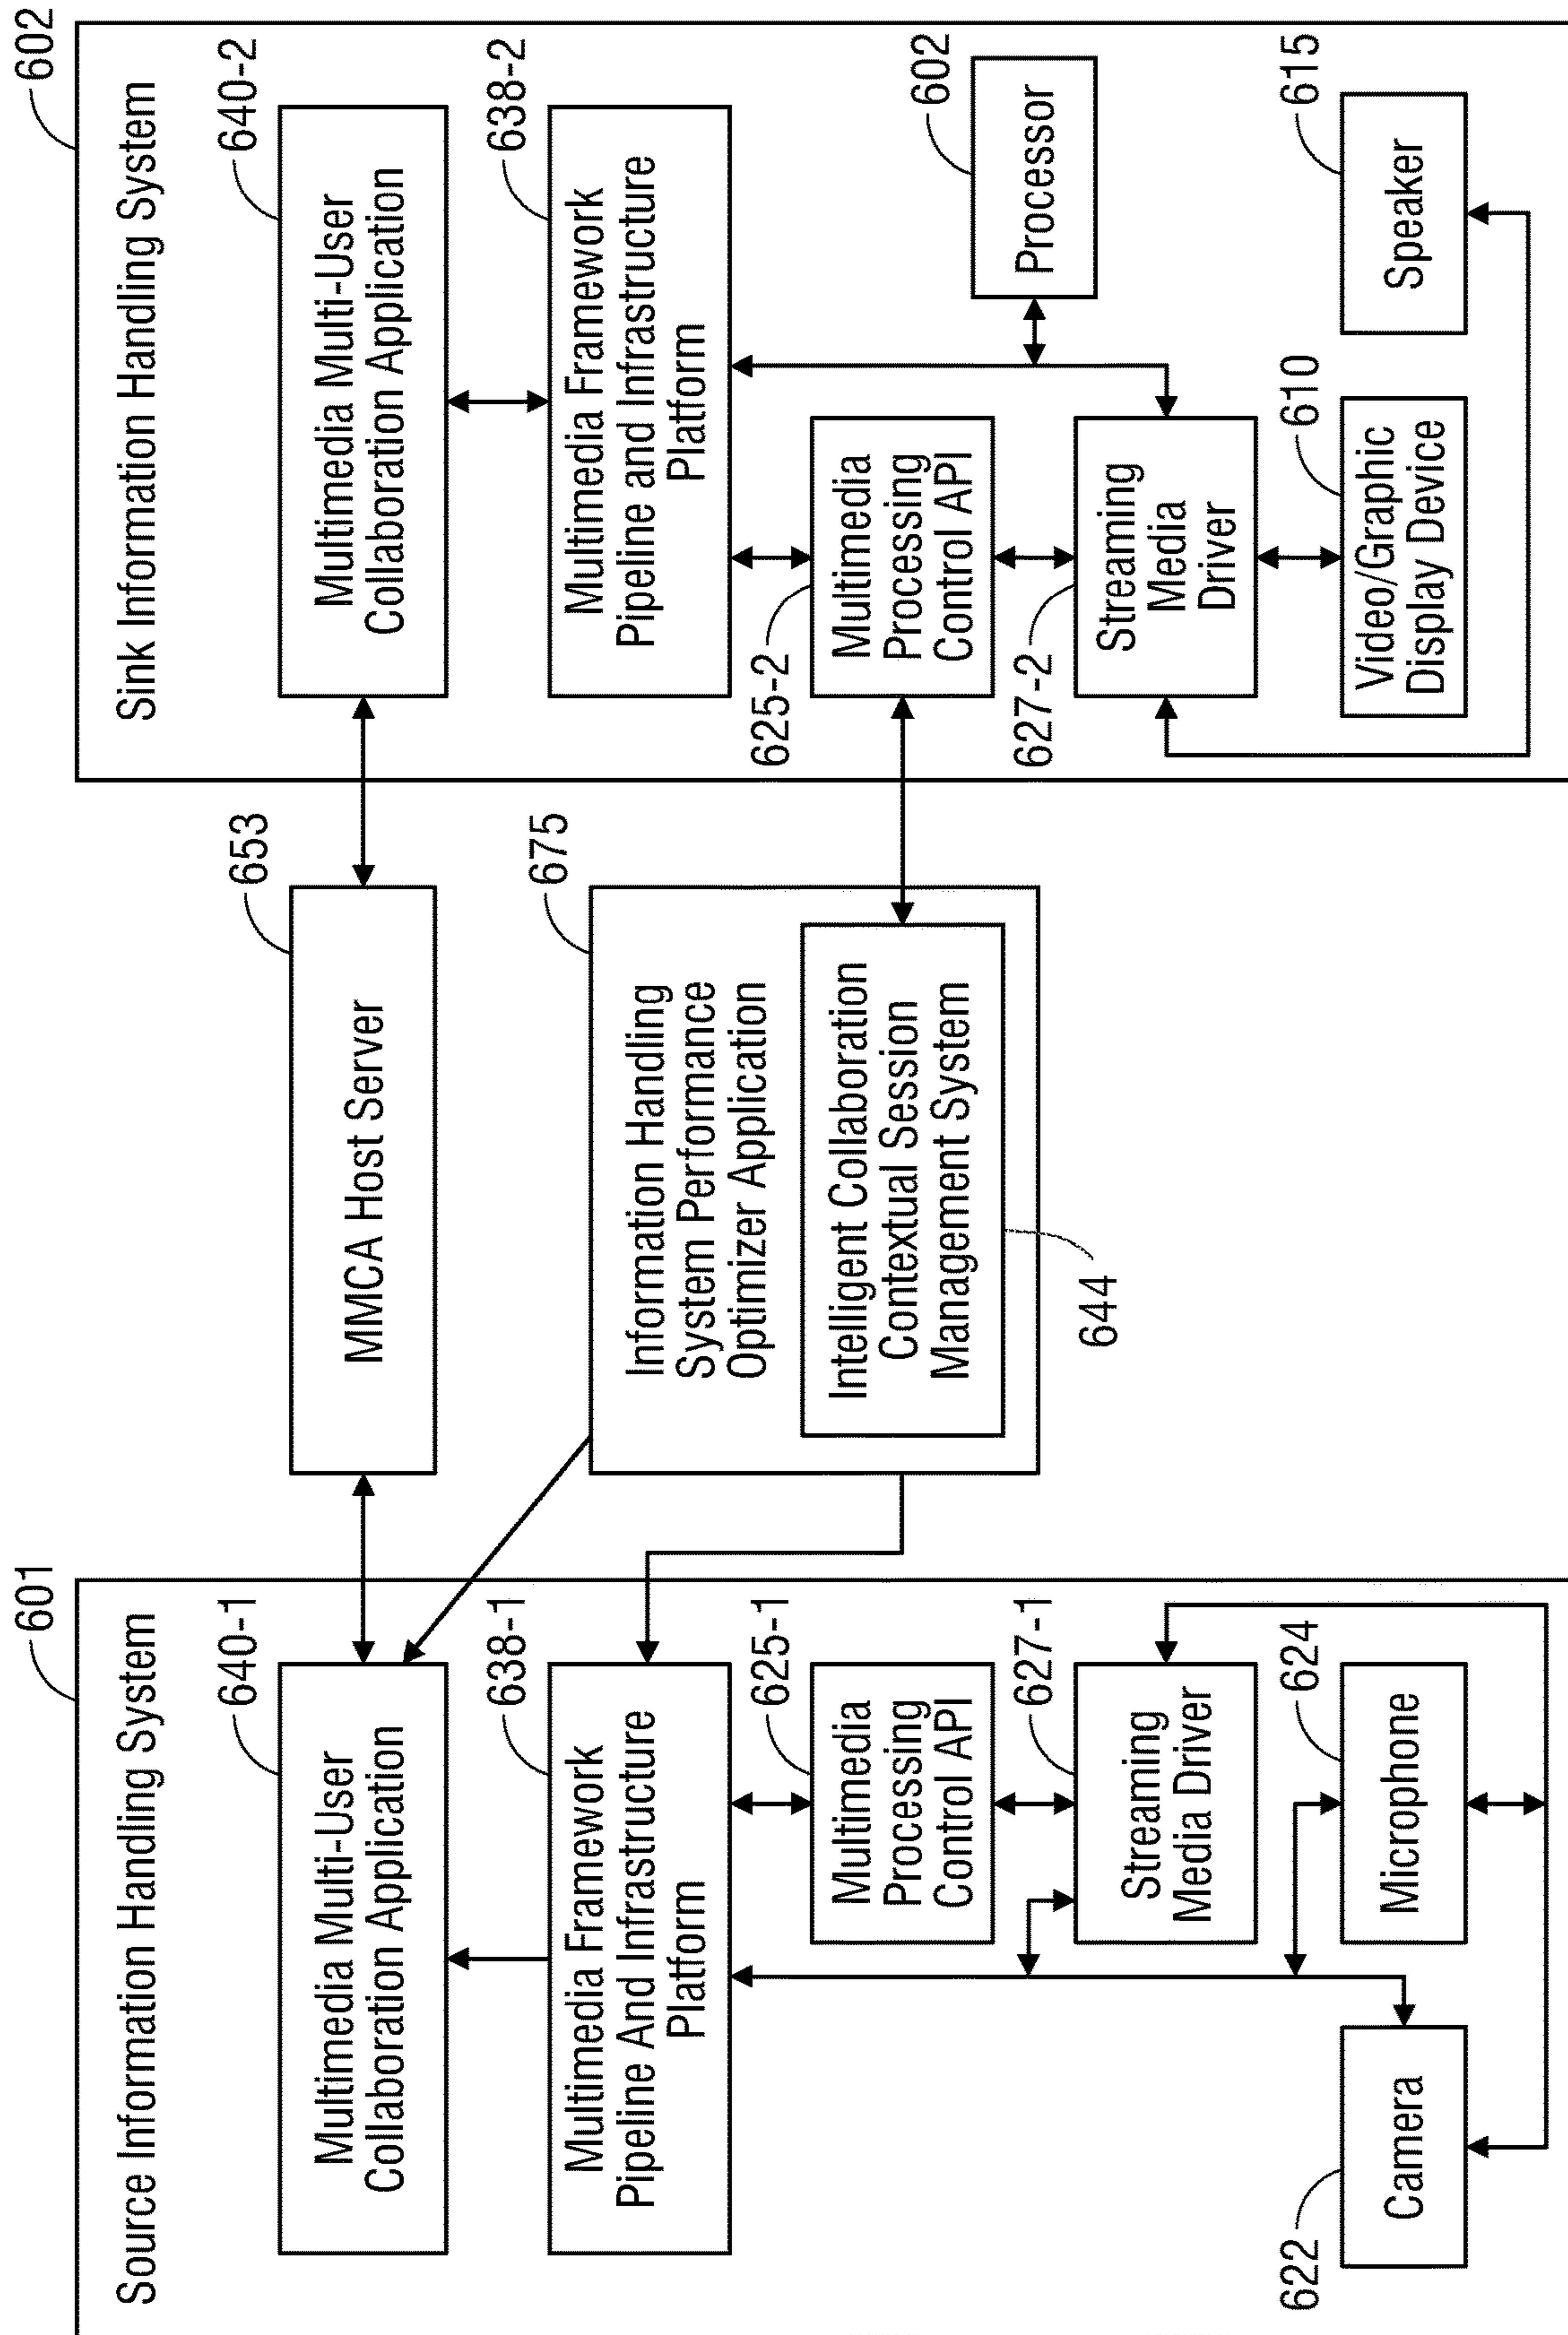 601
Source Information Handling System
640-1
Multimedia Multi-User
Collaboration Application
638-1
Multimedia Framework
Pipeline And Infrastructure
Platform
625-1
Multimedia
Processing
Control API
627-1
Streaming
Media Driver
624
Microphone
622
Camera
653
MMCA Host Server
675
Information Handling
System Performance
Optimizer Application
Intelligent Collaboration
Contextual Session
Management System
644
602
Sink Information Handling System
640-2
Multimedia Multi-User
Collaboration Application
638-2
Multimedia Framework
Pipeline and Infrastructure
Platform
625-2
Multimedia
Processing
Control API
602
Processor
627-2
Streaming
Media
Driver
610
Video/Graphic
Display Device
615
Speaker